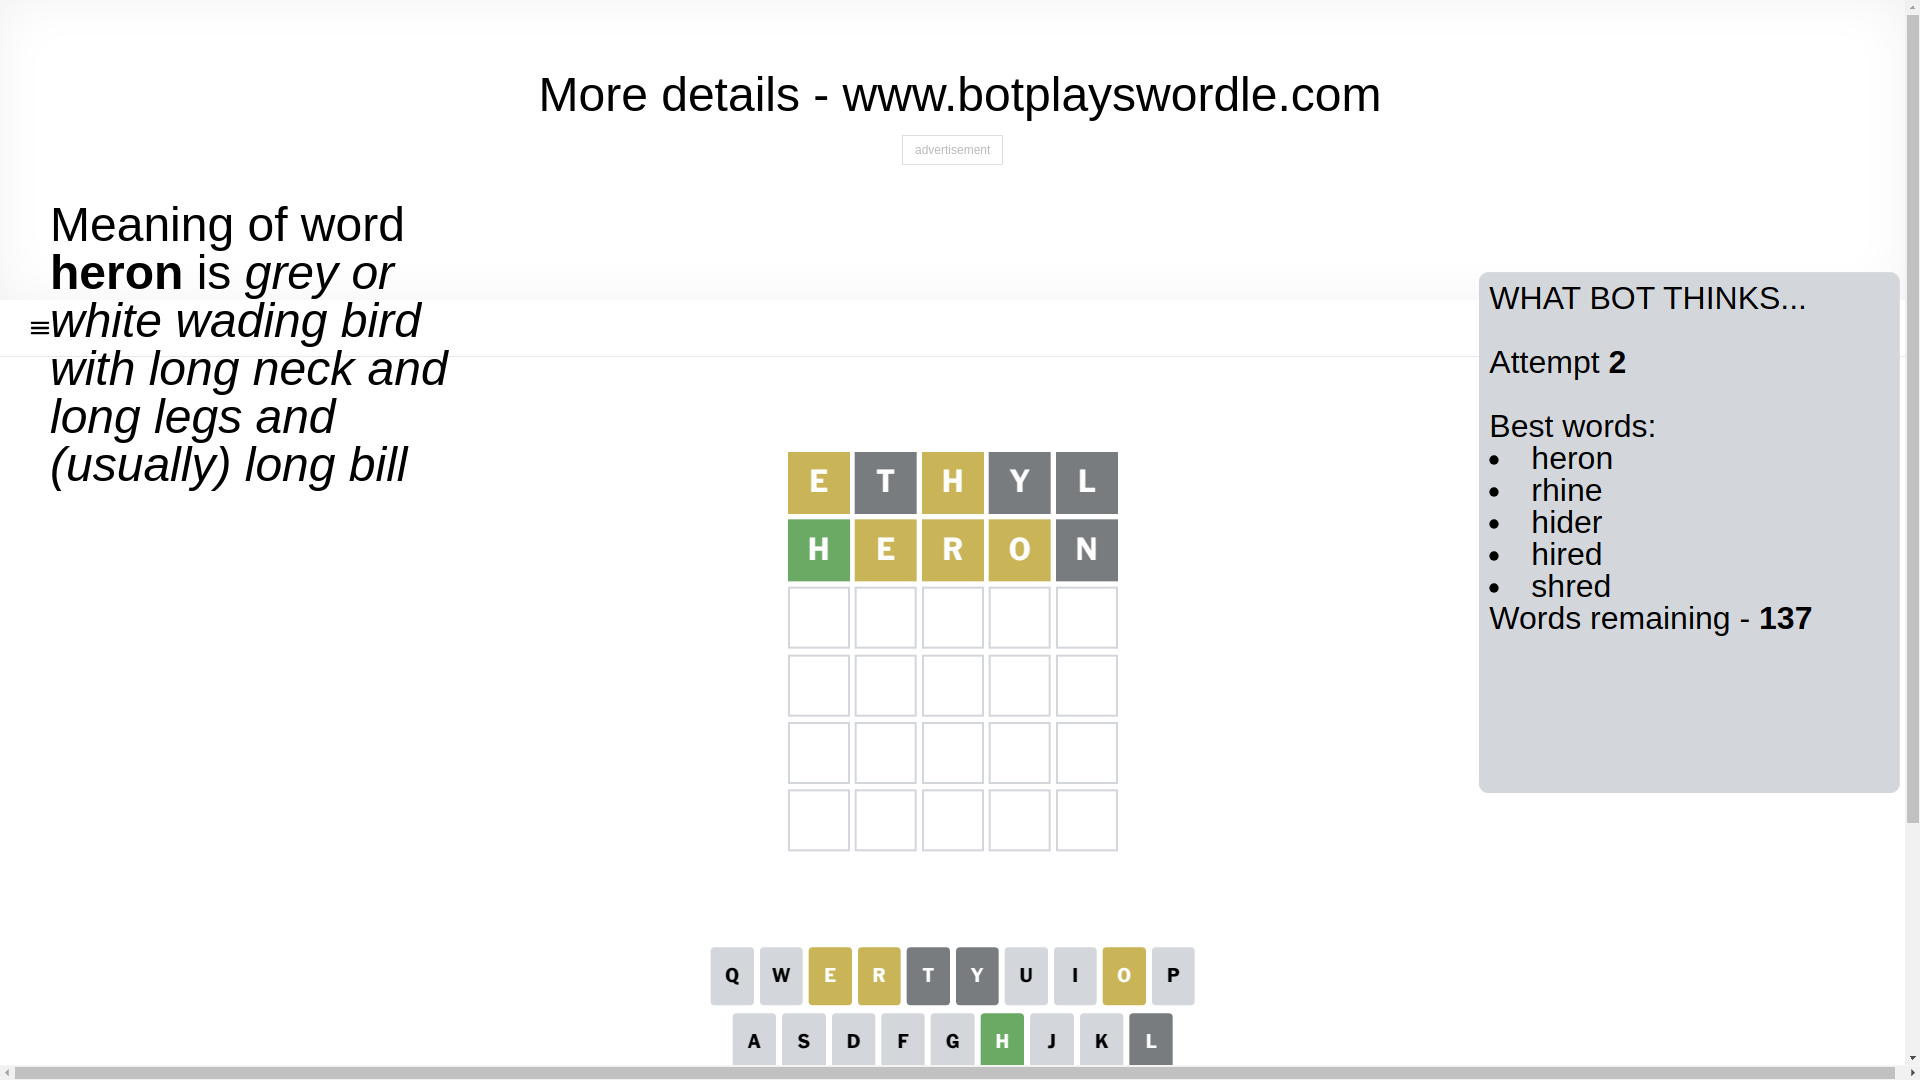 More details - www.botplayswordle.com
advertisement
Meaning of word
heron is grey or
white wading bird
with long neck and
long legs and
(usually) long bill
WHAT BOT THINKS...
Attempt 2
Best words:
heron
rhine
hider
hired
shred
Words remaining - 137
E T H Y L
H E R O N
Q W E R T Y U I O P
A S D F G H J K L